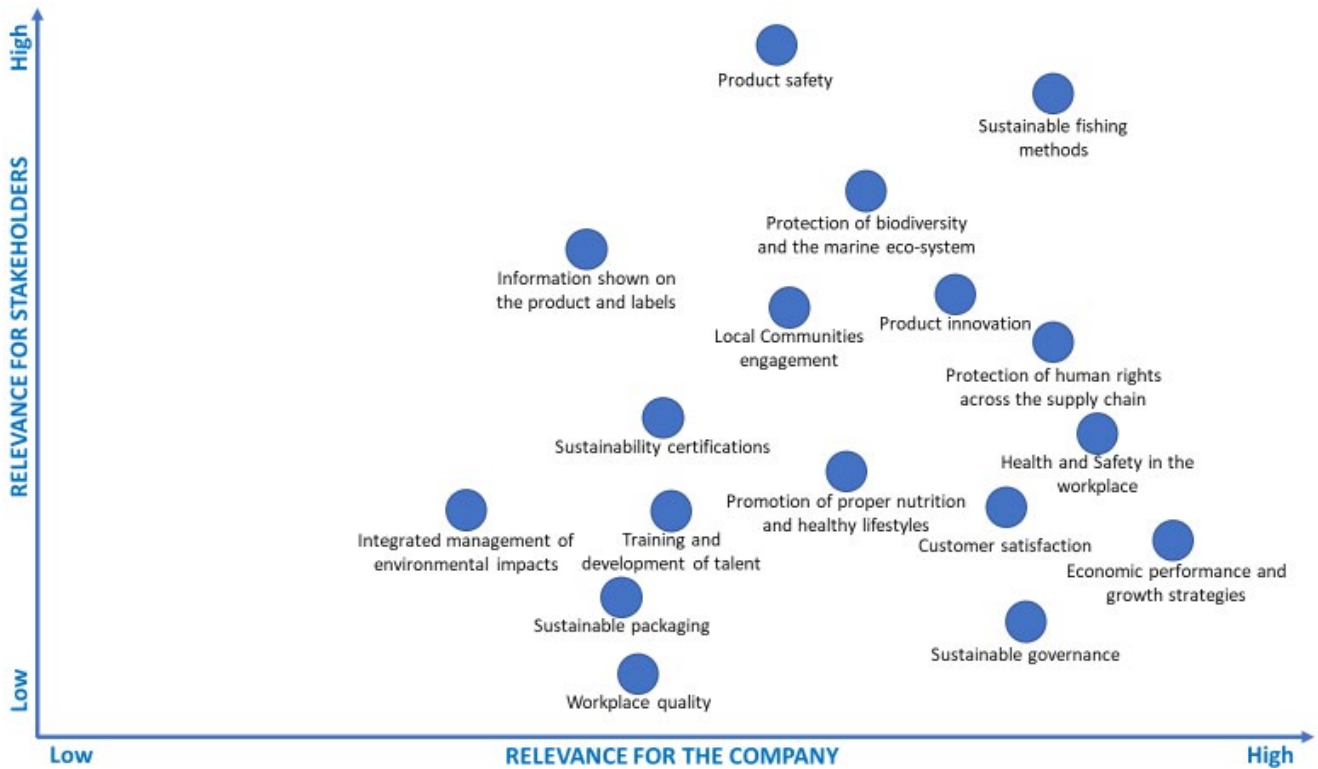 High
Product safety
Sustainable fishing
methods
Protection of biodiversity
and the marine eco-system
Information shown on
the product and labels
Local Communities
engagement
Product innovation
Protection of human rights
across the supply chain
RELEVANCE FOR STAKEHOLDERS
Sustainability certifications
Health and Safety in the
workplace
Promotion of proper nutrition
and healthy lifestyles
Integrated management of
environmental impacts
Training and
development of talent
Customer satisfaction
Economic performance and
growth strategies
Sustainable packaging
Sustainable governance
Workplace quality
Low
Low
RELEVANCE FOR THE COMPANY
High